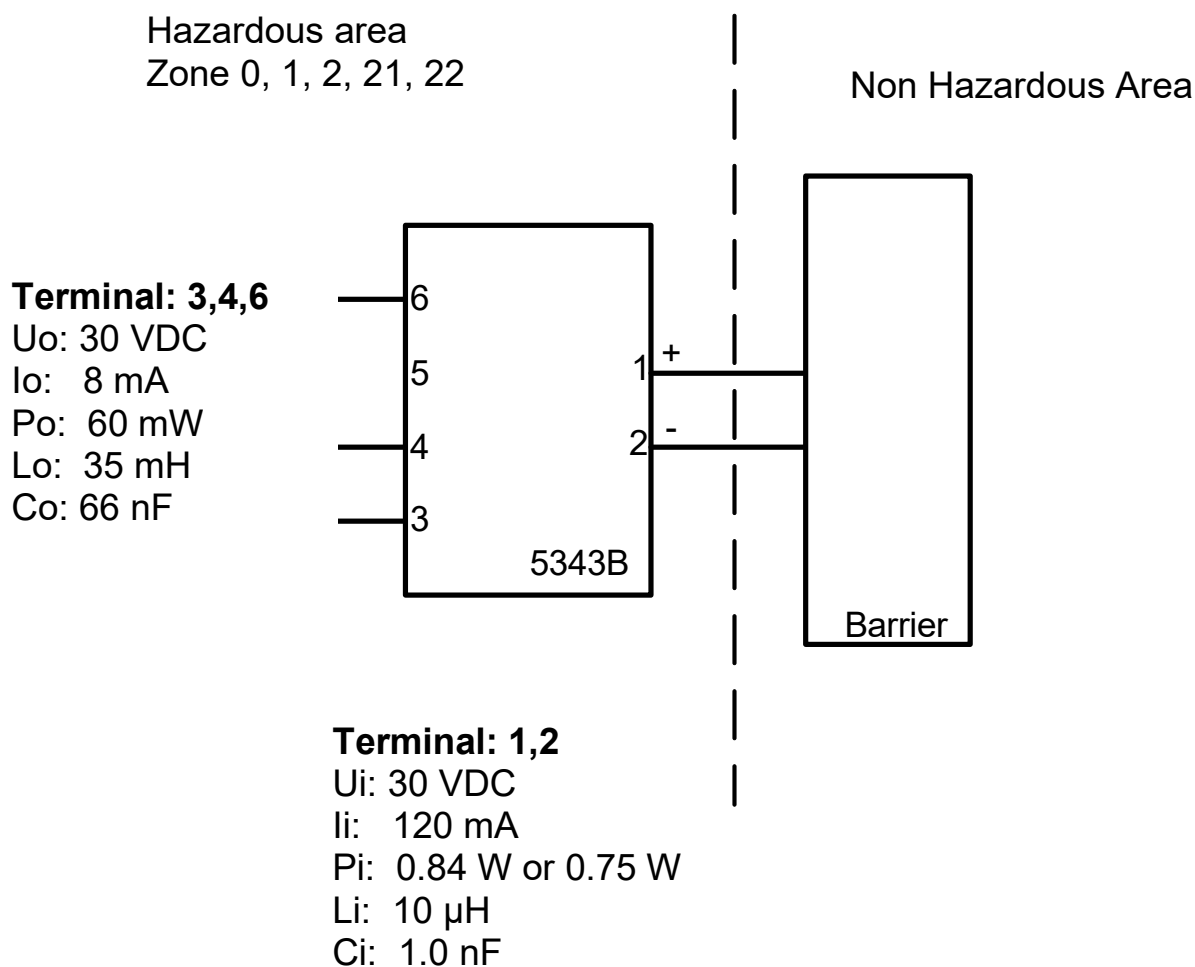 Hazardous area
Zone 0, 1, 2, 21, 22
Non Hazardous Area
Terminal: 3,4,6
Uo: 30 VDC
Io: 8 mA
Po: 60 mW
Lo: 35 mH
Co: 66 nF
6
5
4
3
1
+
2
-
5343B
Barrier
Terminal: 1,2
Ui: 30 VDC
Ii: 120 mA
Pi: 0.84 W or 0.75 W
Li: 10 µH
Ci: 1.0 nF